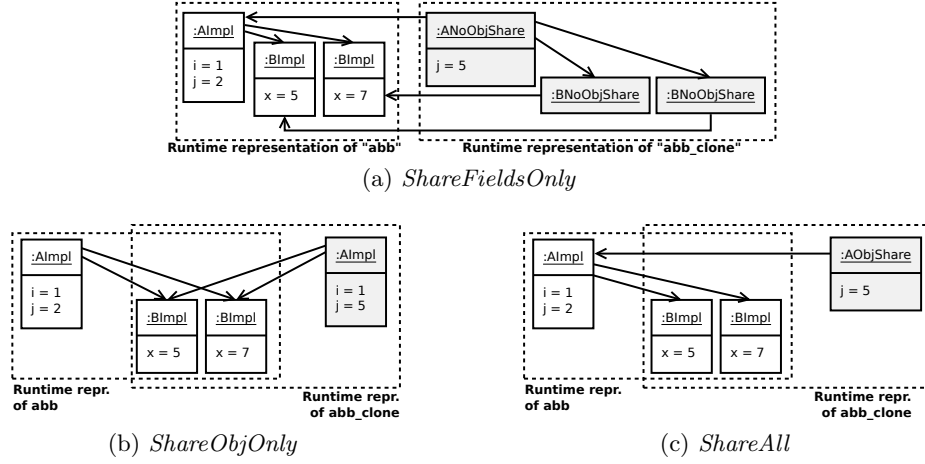 :AImpl
i = 1
j = 2
:BImpl
x = 5
:BImpl
x = 7
:ANoObjShare
j = 5
:BNoObjShare
:BNoObjShare
Runtime representation of "abb"
Runtime representation of "abb_clone"
(a) ShareFieldsOnly
:AImpl
i = 1
j = 2
:BImpl
x = 5
:BImpl
x = 7
:AImpl
i = 1
j = 5
Runtime repr.
of abb
Runtime repr.
of abb_clone
(b) ShareObjOnly
:AImpl
i = 1
j = 2
:BImpl
x = 5
:BImpl
x = 7
:AObjShare
j = 5
Runtime repr.
of abb
Runtime repr.
of abb_clone
(c) ShareAll